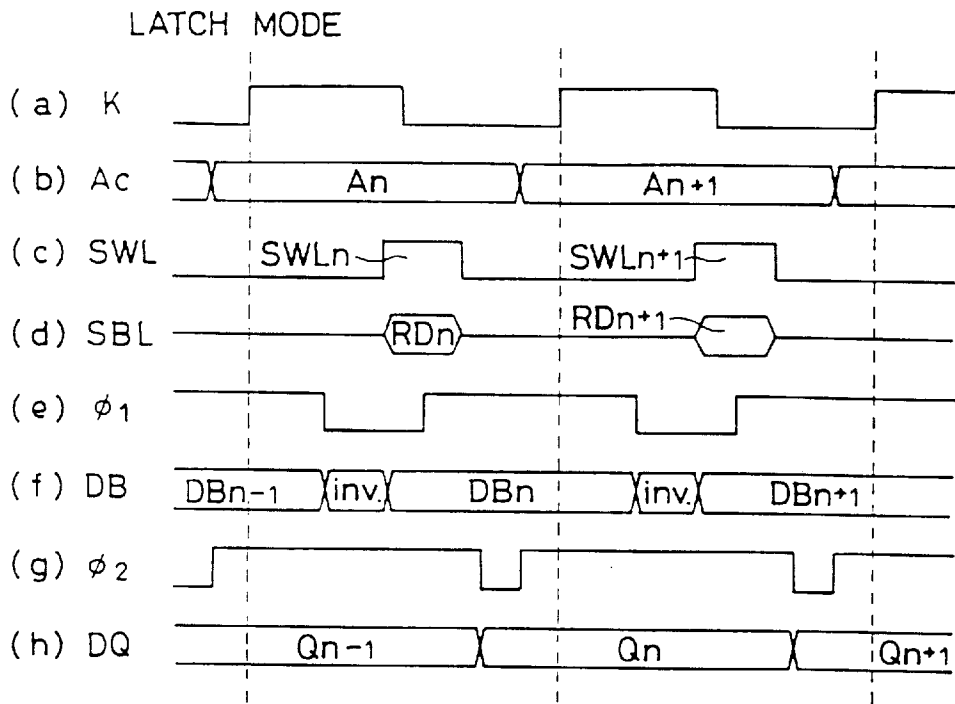 LATCH MODE
(a) K
(b) Ac An An+1
(c) SWL SWLn SWLn+1
(d) SBL RDn RDn+1
(e) ϕ1
(f) DB DBn-1 inv. DBn inv. DBn+1
(g) ϕ2
(h) DQ Qn-1 Qn Qn+1